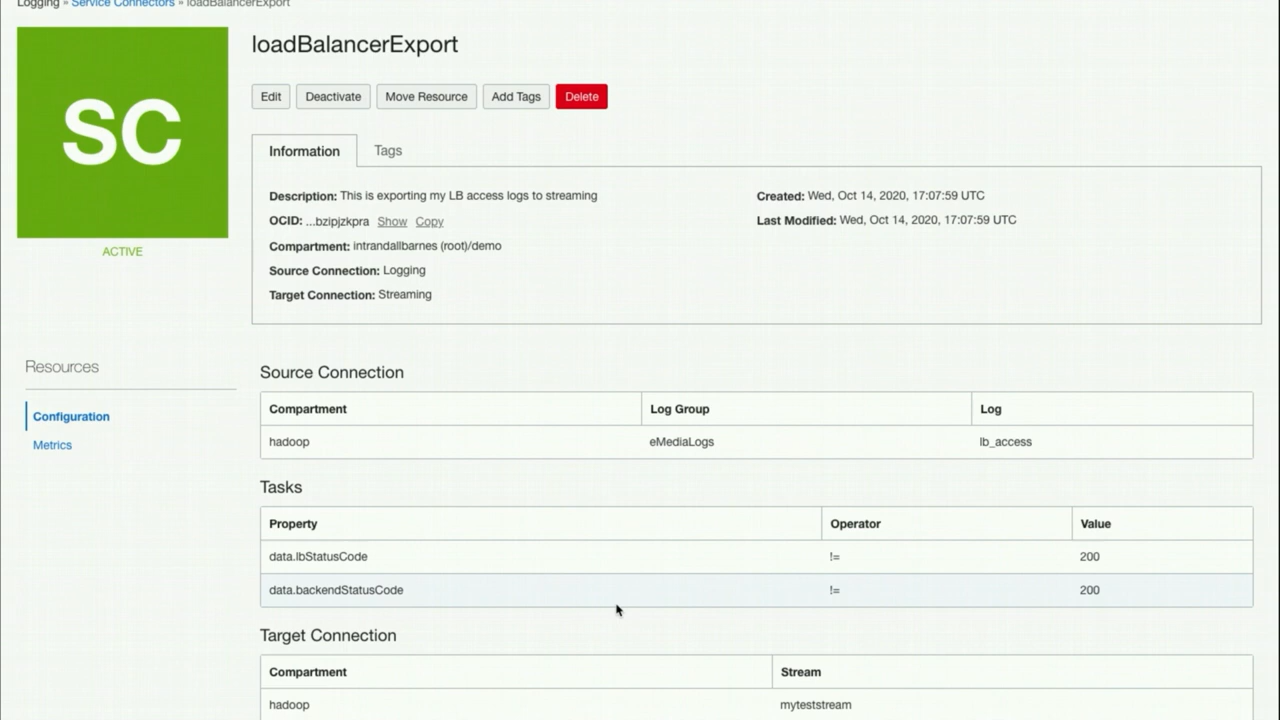 Logging » Service Connectors » loadBalancerExport
SC
ACTIVE
loadBalancerExport
Edit Deactivate Move Resource Add Tags Delete
Information Tags
Description: This is exporting my LB access logs to streaming
OCID: ...bzipjzkpra Show Copy
Compartment: intrandallbarnes (root)/demo
Source Connection: Logging
Target Connection: Streaming
Created: Wed, Oct 14, 2020, 17:07:59 UTC
Last Modified: Wed, Oct 14, 2020, 17:07:59 UTC
Resources
Configuration
Metrics
Source Connection
Compartment Log Group Log
hadoop eMediaLogs lb_access
Tasks
Property Operator Value
data.lbStatusCode != 200
data.backendStatusCode != 200
Target Connection
Compartment Stream
hadoop myteststream